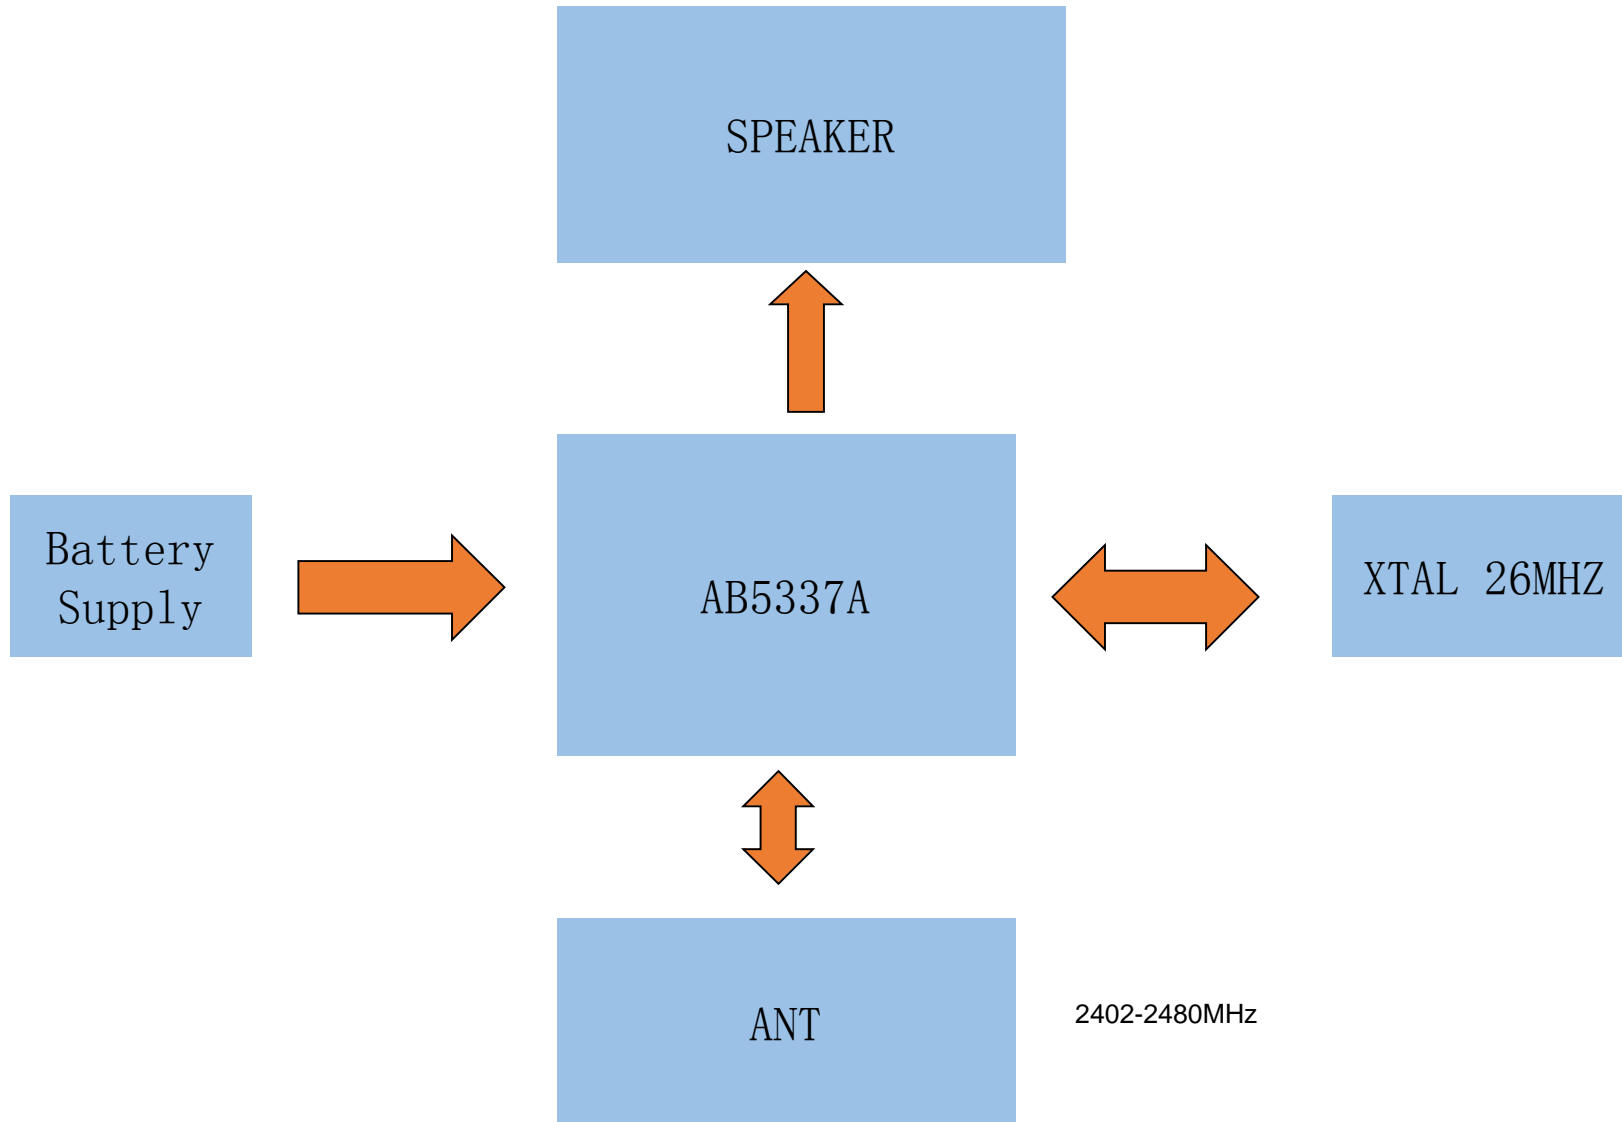 SPEAKER
Battery
Supply
AB5337A
XTAL 26MHZ
ANT
2402-2480MHz